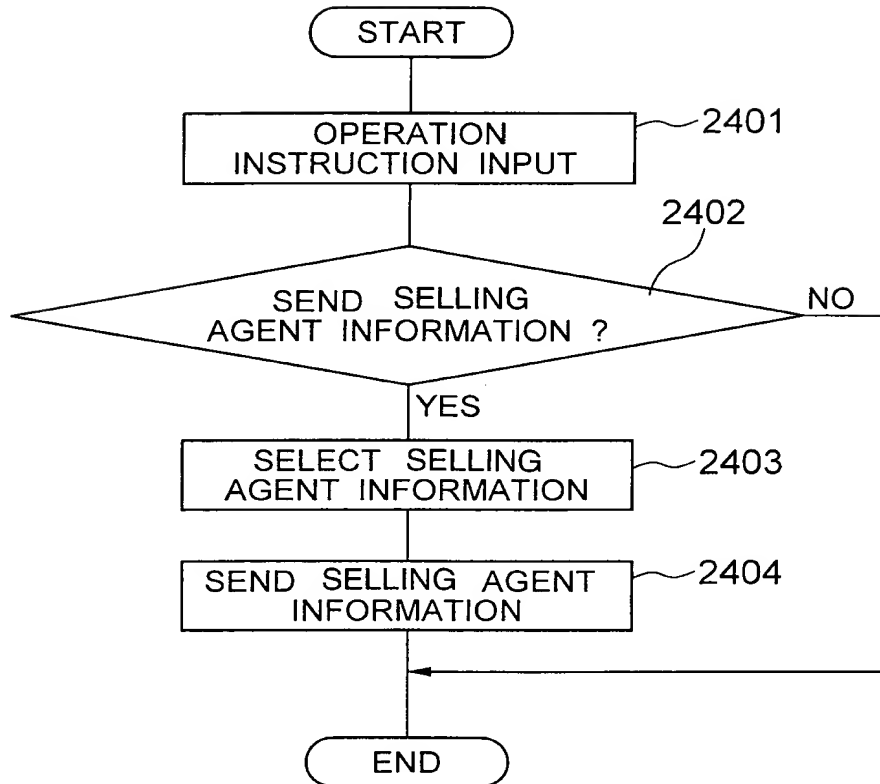 START
OPERATION
INSTRUCTION INPUT
2401
2402
SEND SELLING
AGENT INFORMATION ?
NO
YES
SELECT SELLING
AGENT INFORMATION
2403
SEND SELLING AGENT
INFORMATION
2404
END